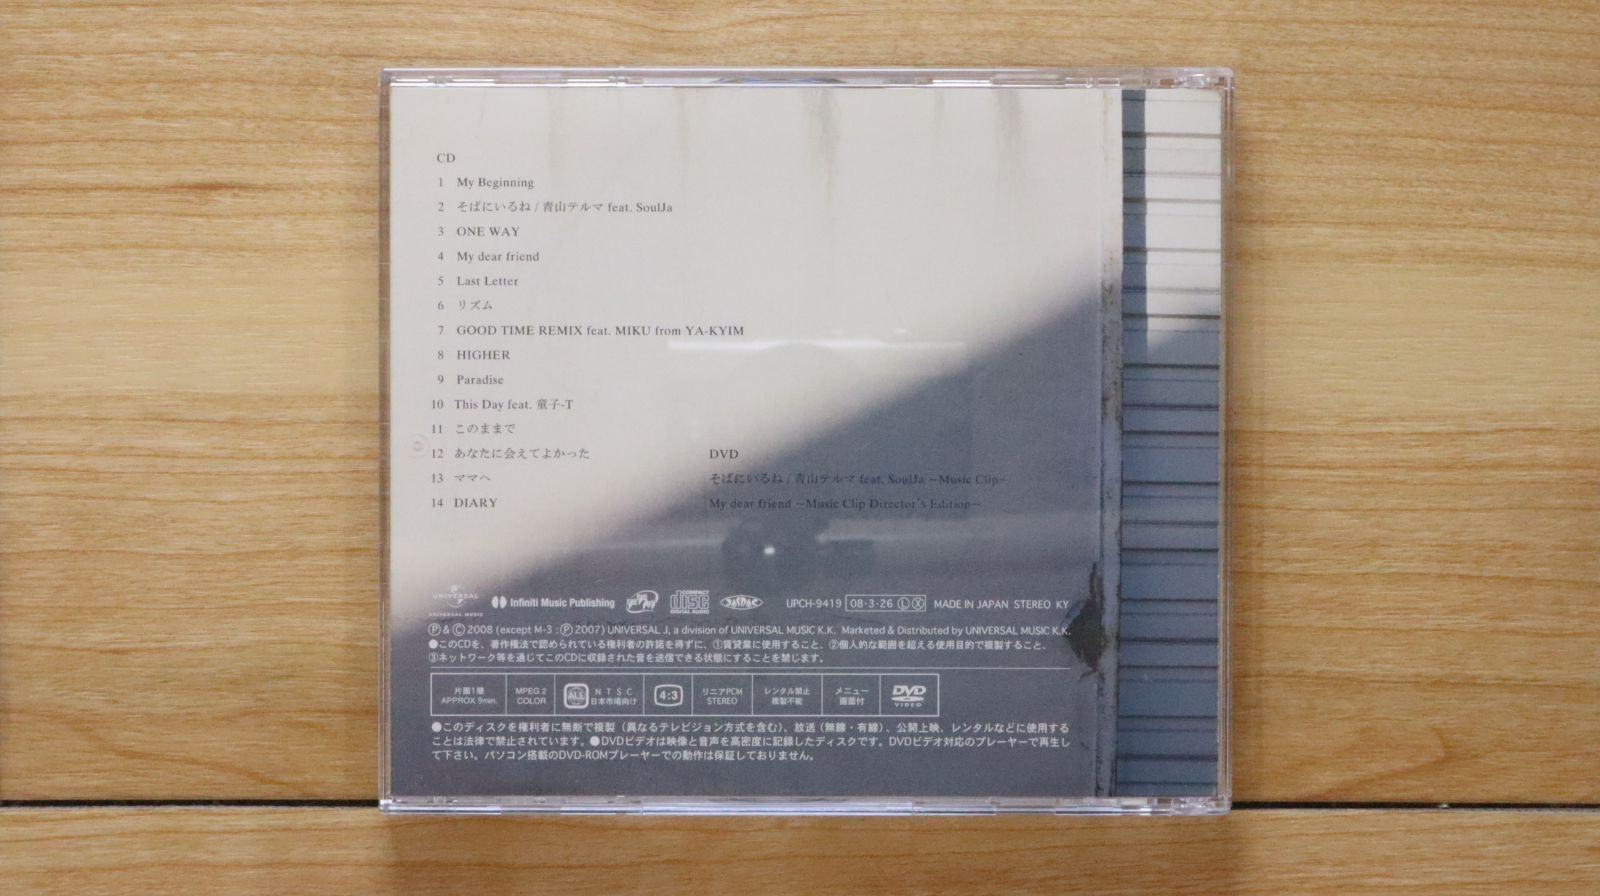 CD
1 My Beginning
2 そばにいるね / 青山テルマ feat. SoulJa
3 ONE WAY
4 My dear friend
5 Last Letter
6 リズム
7 GOOD TIME REMIX feat. MIKU from YA-KYIM
8 HIGHER
9 Paradise
10 This Day feat. 童子-T
11 このままで
12 あなたに会えてよかった
13 ママへ
14 DIARY
DVD
そばにいるね / 青山テルマ feat. SoulJa ~Music Clip~
My dear friend ~Music Clip Director's Edition~
UNIVERSAL
UNIVERSAL MUSIC
Infiniti Music Publishing
COMPACT
disc
DIGITAL AUDIO
JASRAC
UPCH-9419 08・3・26 Ⓛ Ⓧ MADE IN JAPAN STEREO KY
Ⓟ & Ⓒ 2008 (except M-3 : Ⓟ 2007) UNIVERSAL J, a division of UNIVERSAL MUSIC K.K. Marketed & Distributed by UNIVERSAL MUSIC K.K.
●このCDを、著作権法で認められている権利者の許諾を得ずに、①賃貸業に使用すること、②個人的な範囲を超える使用目的で複製すること、
③ネットワーク等を通じてこのCDに収録された音を送信できる状態にすることを禁じます。
片面1層
APPROX 9min.
MPEG 2
COLOR
ALL
NTSC
日本市場向け
4:3
リニアPCM
STEREO
レンタル禁止
複製不能
メニュー
画面付
DVD
VIDEO
●このディスクを権利者に無断で複製（異なるテレビジョン方式を含む）、放送（無線・有線）、公開上映、レンタルなどに使用する
ことは法律で禁止されています。●DVDビデオは映像と音声を高密度に記録したディスクです。DVDビデオ対応のプレーヤーで再生し
て下さい。パソコン搭載のDVD-ROMプレーヤーでの動作は保証しておりません。